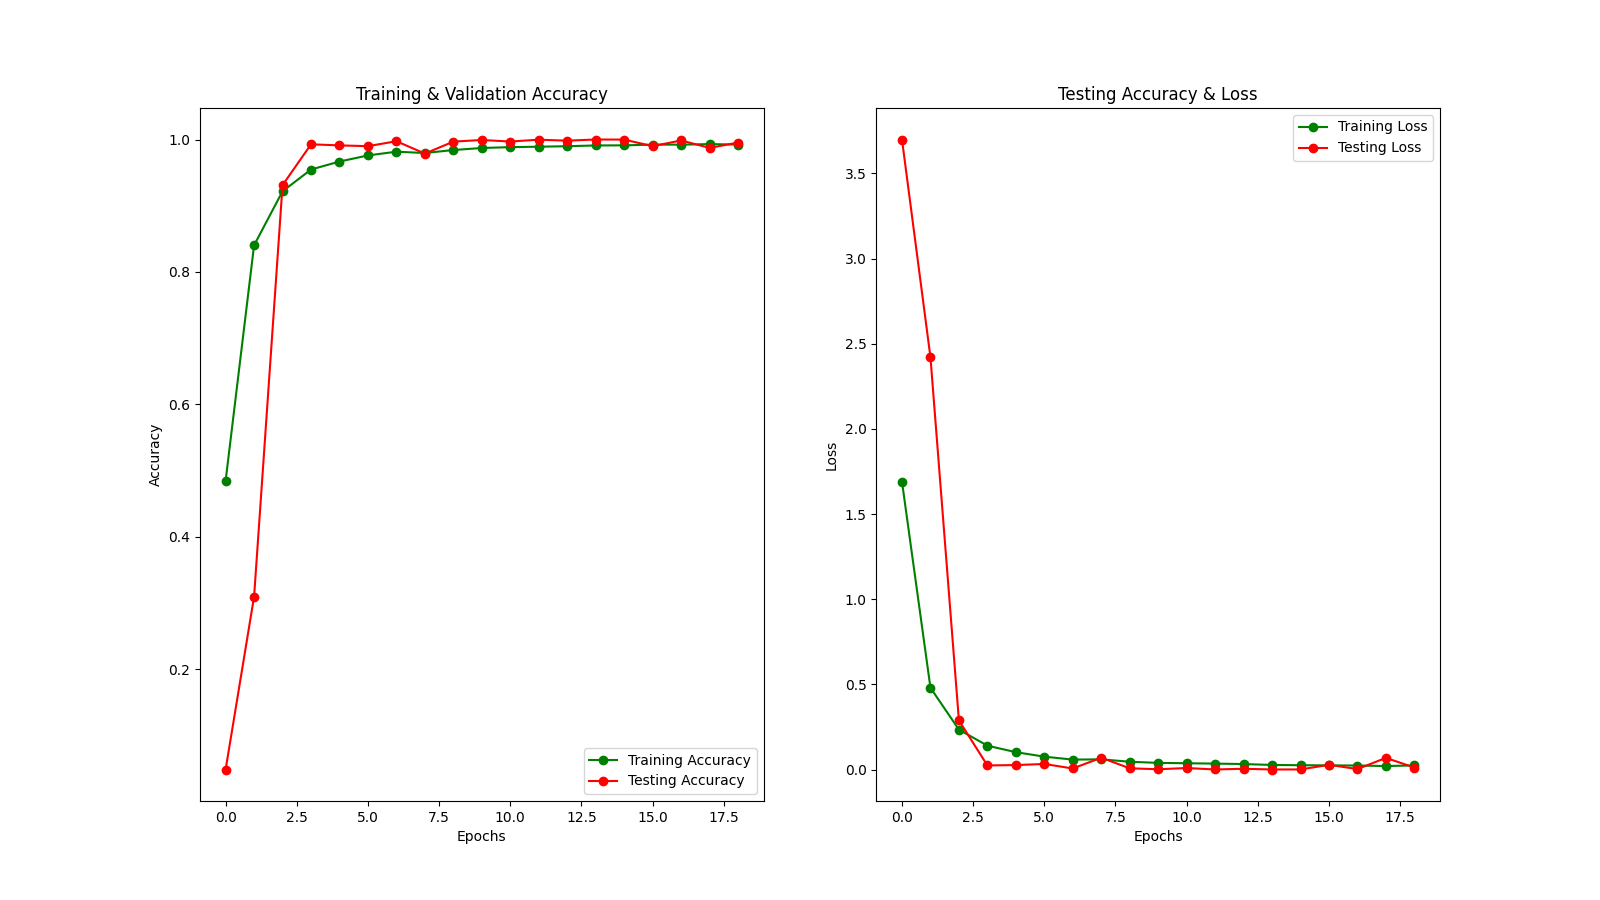 Training & Validation Accuracy
1.0
0.8
0.6
0.4
0.2
Accuracy
0.0 2.5 5.0 7.5 10.0 12.5 15.0 17.5
Epochs
Training Accuracy
Testing Accuracy
Testing Accuracy & Loss
3.5
3.0
2.5
2.0
1.5
1.0
0.5
0.0
Loss
0.0 2.5 5.0 7.5 10.0 12.5 15.0 17.5
Epochs
Training Loss
Testing Loss